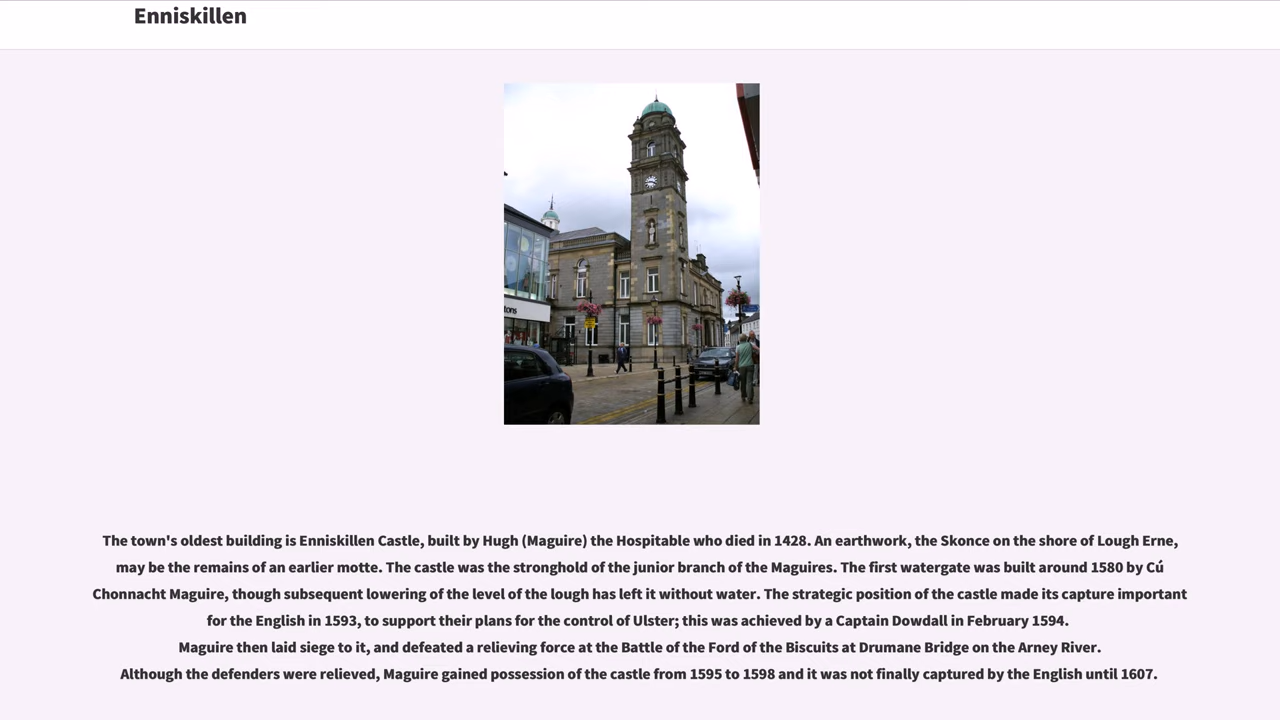 Enniskillen
tons
The town's oldest building is Enniskillen Castle, built by Hugh (Maguire) the Hospitable who died in 1428. An earthwork, the Skonce on the shore of Lough Erne,
may be the remains of an earlier motte. The castle was the stronghold of the junior branch of the Maguires. The first watergate was built around 1580 by Cú
Chonnacht Maguire, though subsequent lowering of the level of the lough has left it without water. The strategic position of the castle made its capture important
for the English in 1593, to support their plans for the control of Ulster; this was achieved by a Captain Dowdall in February 1594.
Maguire then laid siege to it, and defeated a relieving force at the Battle of the Ford of the Biscuits at Drumane Bridge on the Arney River.
Although the defenders were relieved, Maguire gained possession of the castle from 1595 to 1598 and it was not finally captured by the English until 1607.